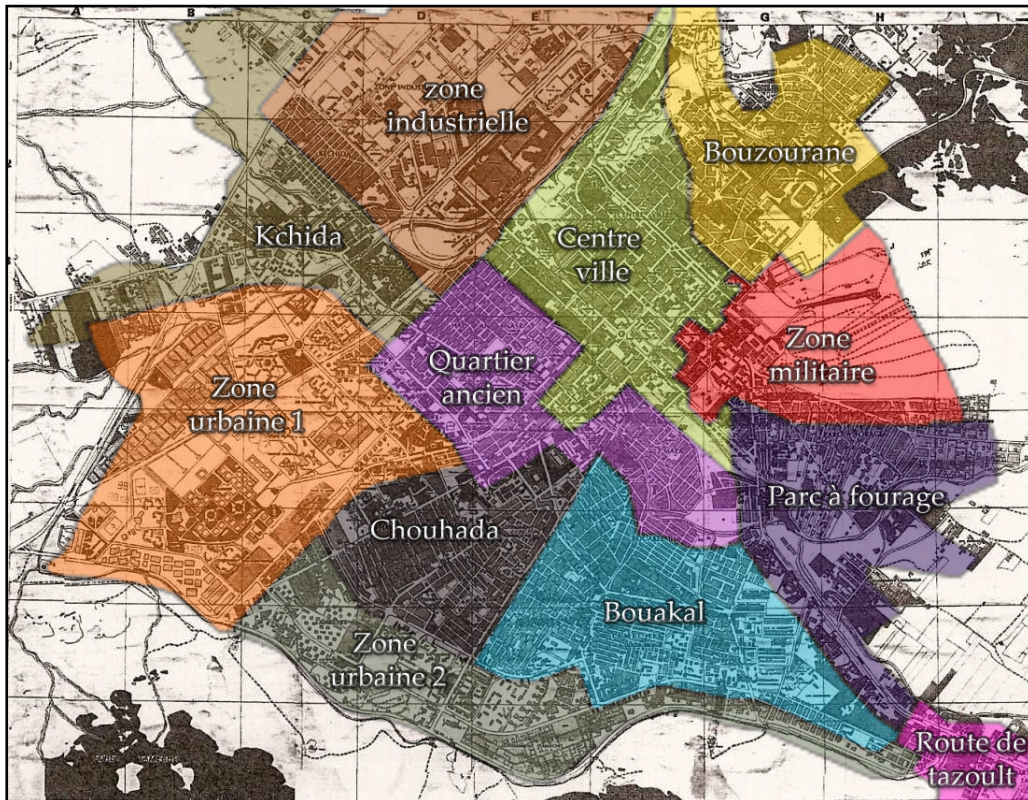 A B C D E F G H I
zone
industrielle
Bouzourane
Kchida
Centre
ville
Zone
militaire
Quartier
ancien
Zone
urbaine 1
Parc à fourage
Chouhada
Bouakal
Zone
urbaine 2
Route de
tazoult